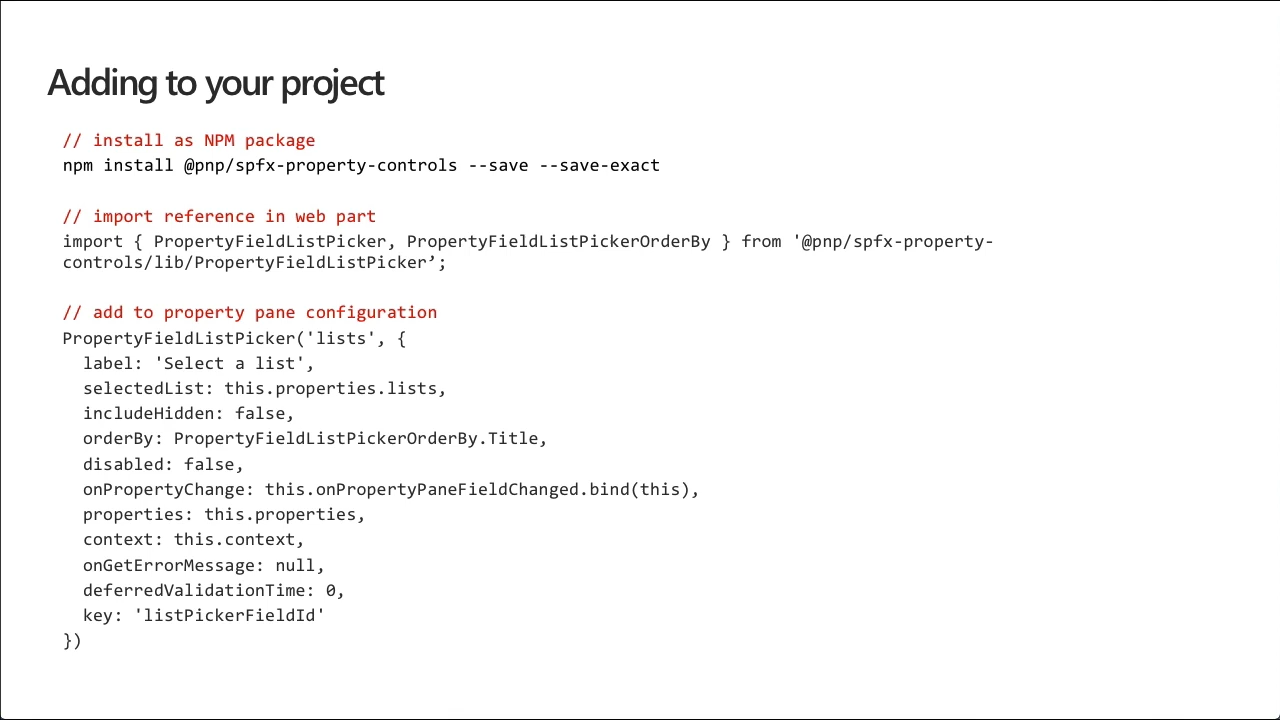 Adding to your project
// install as NPM package
npm install @pnp/spfx-property-controls --save --save-exact
// import reference in web part
import { PropertyFieldListPicker, PropertyFieldListPickerOrderBy } from '@pnp/spfx-property-
controls/lib/PropertyFieldListPicker’;
// add to property pane configuration
PropertyFieldListPicker('lists', {
  label: 'Select a list',
  selectedList: this.properties.lists,
  includeHidden: false,
  orderBy: PropertyFieldListPickerOrderBy.Title,
  disabled: false,
  onPropertyChange: this.onPropertyPaneFieldChanged.bind(this),
  properties: this.properties,
  context: this.context,
  onGetErrorMessage: null,
  deferredValidationTime: 0,
  key: 'listPickerFieldId'
})